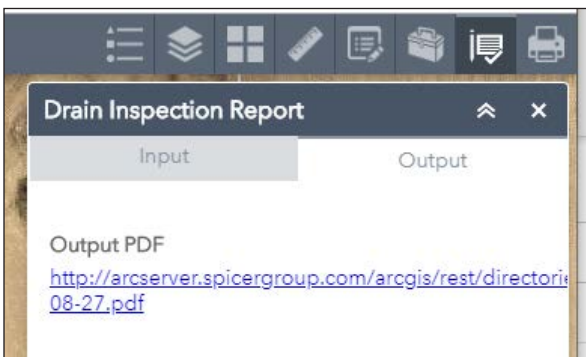 Drain Inspection Report
Input
Output
Output PDF
http://arcserver.spicergroup.com/arcgis/rest/directorie
08-27.pdf